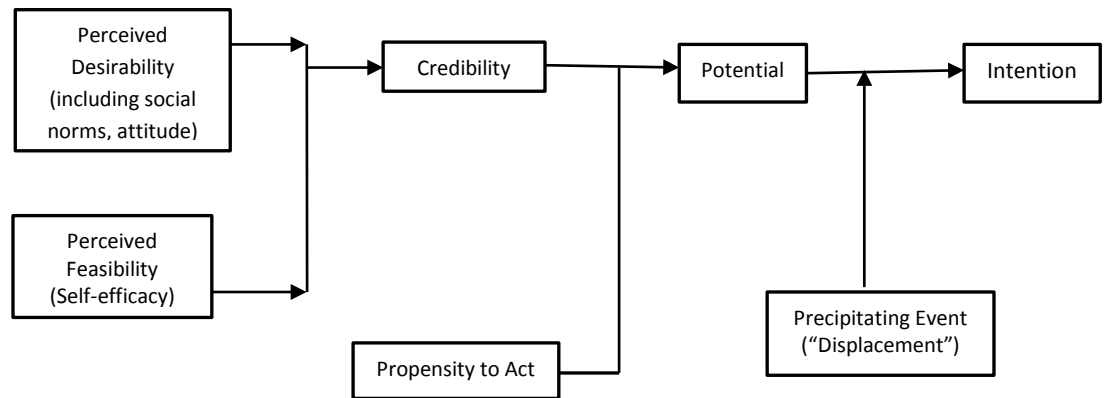 Perceived
Desirability
(including social
norms, attitude)
Credibility
Potential
Intention
Perceived
Feasibility
(Self-efficacy)
Precipitating Event
(“Displacement”)
Propensity to Act